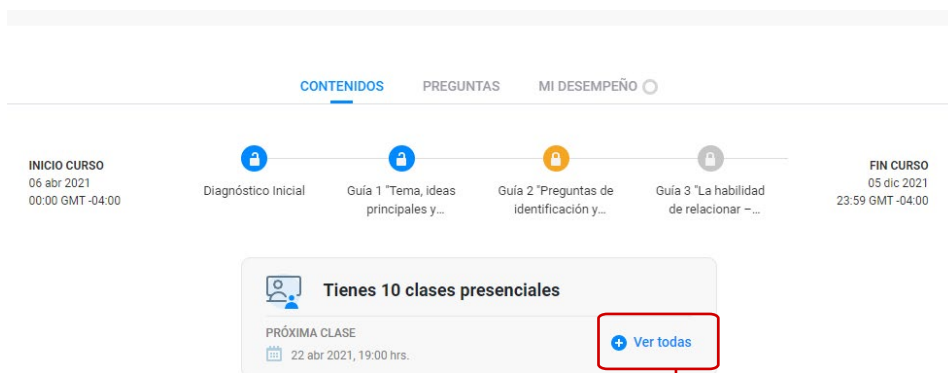 CONTENIDOS PREGUNTAS MI DESEMPEÑO
INICIO CURSO
06 abr 2021
00:00 GMT -04:00
Diagnóstico Inicial
Guía 1 "Tema, ideas
principales y...
Guía 2 "Preguntas de
identificación y...
Guía 3 "La habilidad
de relacionar –...
FIN CURSO
05 dic 2021
23:59 GMT -04:00
Tienes 10 clases presenciales
PRÓXIMA CLASE
22 abr 2021, 19:00 hrs.
Ver todas